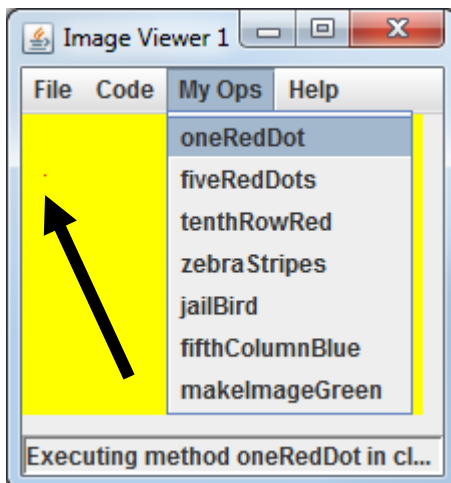 Image Viewer 1
File Code My Ops Help
oneRedDot
fiveRedDots
tenthRowRed
zebraStripes
jailBird
fifthColumnBlue
makeImageGreen
Executing method oneRedDot in cl...